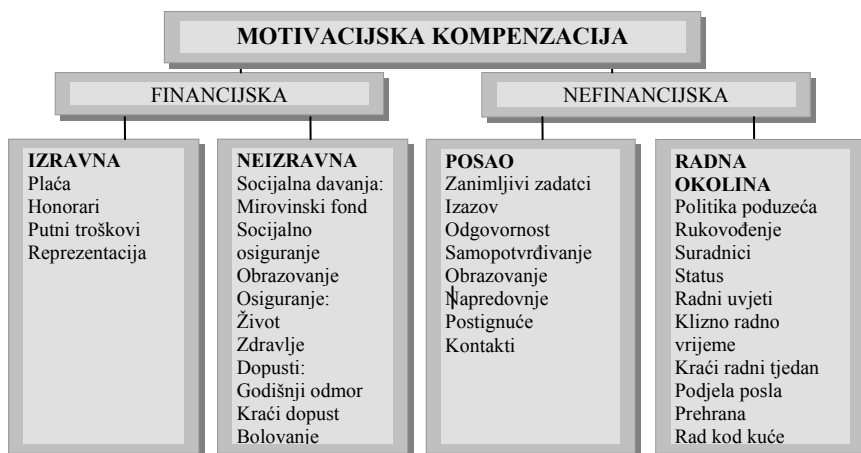 MOTIVACIJSKA KOMPENZACIJA
FINANCIJSKA
NEFINANCIJSKA
IZRAVNA
Plaća
Honorari
Putni troškovi
Reprezentacija
NEIZRAVNA
Socijalna davanja:
Mirovinski fond
Socijalno
osiguranje
Obrazovanje
Osiguranje:
Život
Zdravlje
Dopusti:
Godišnji odmor
Kraći dopust
Bolovanje
POSAO
Zanimljivi zadatci
Izazov
Odgovornost
Samopotvrđivanje
Obrazovanje
Napredovnje
Postignuće
Kontakti
RADNA
OKOLINA
Politika poduzeća
Rukovođenje
Suradnici
Status
Radni uvjeti
Klizno radno
vrijeme
Kraći radni tjedan
Podjela posla
Prehrana
Rad kod kuće